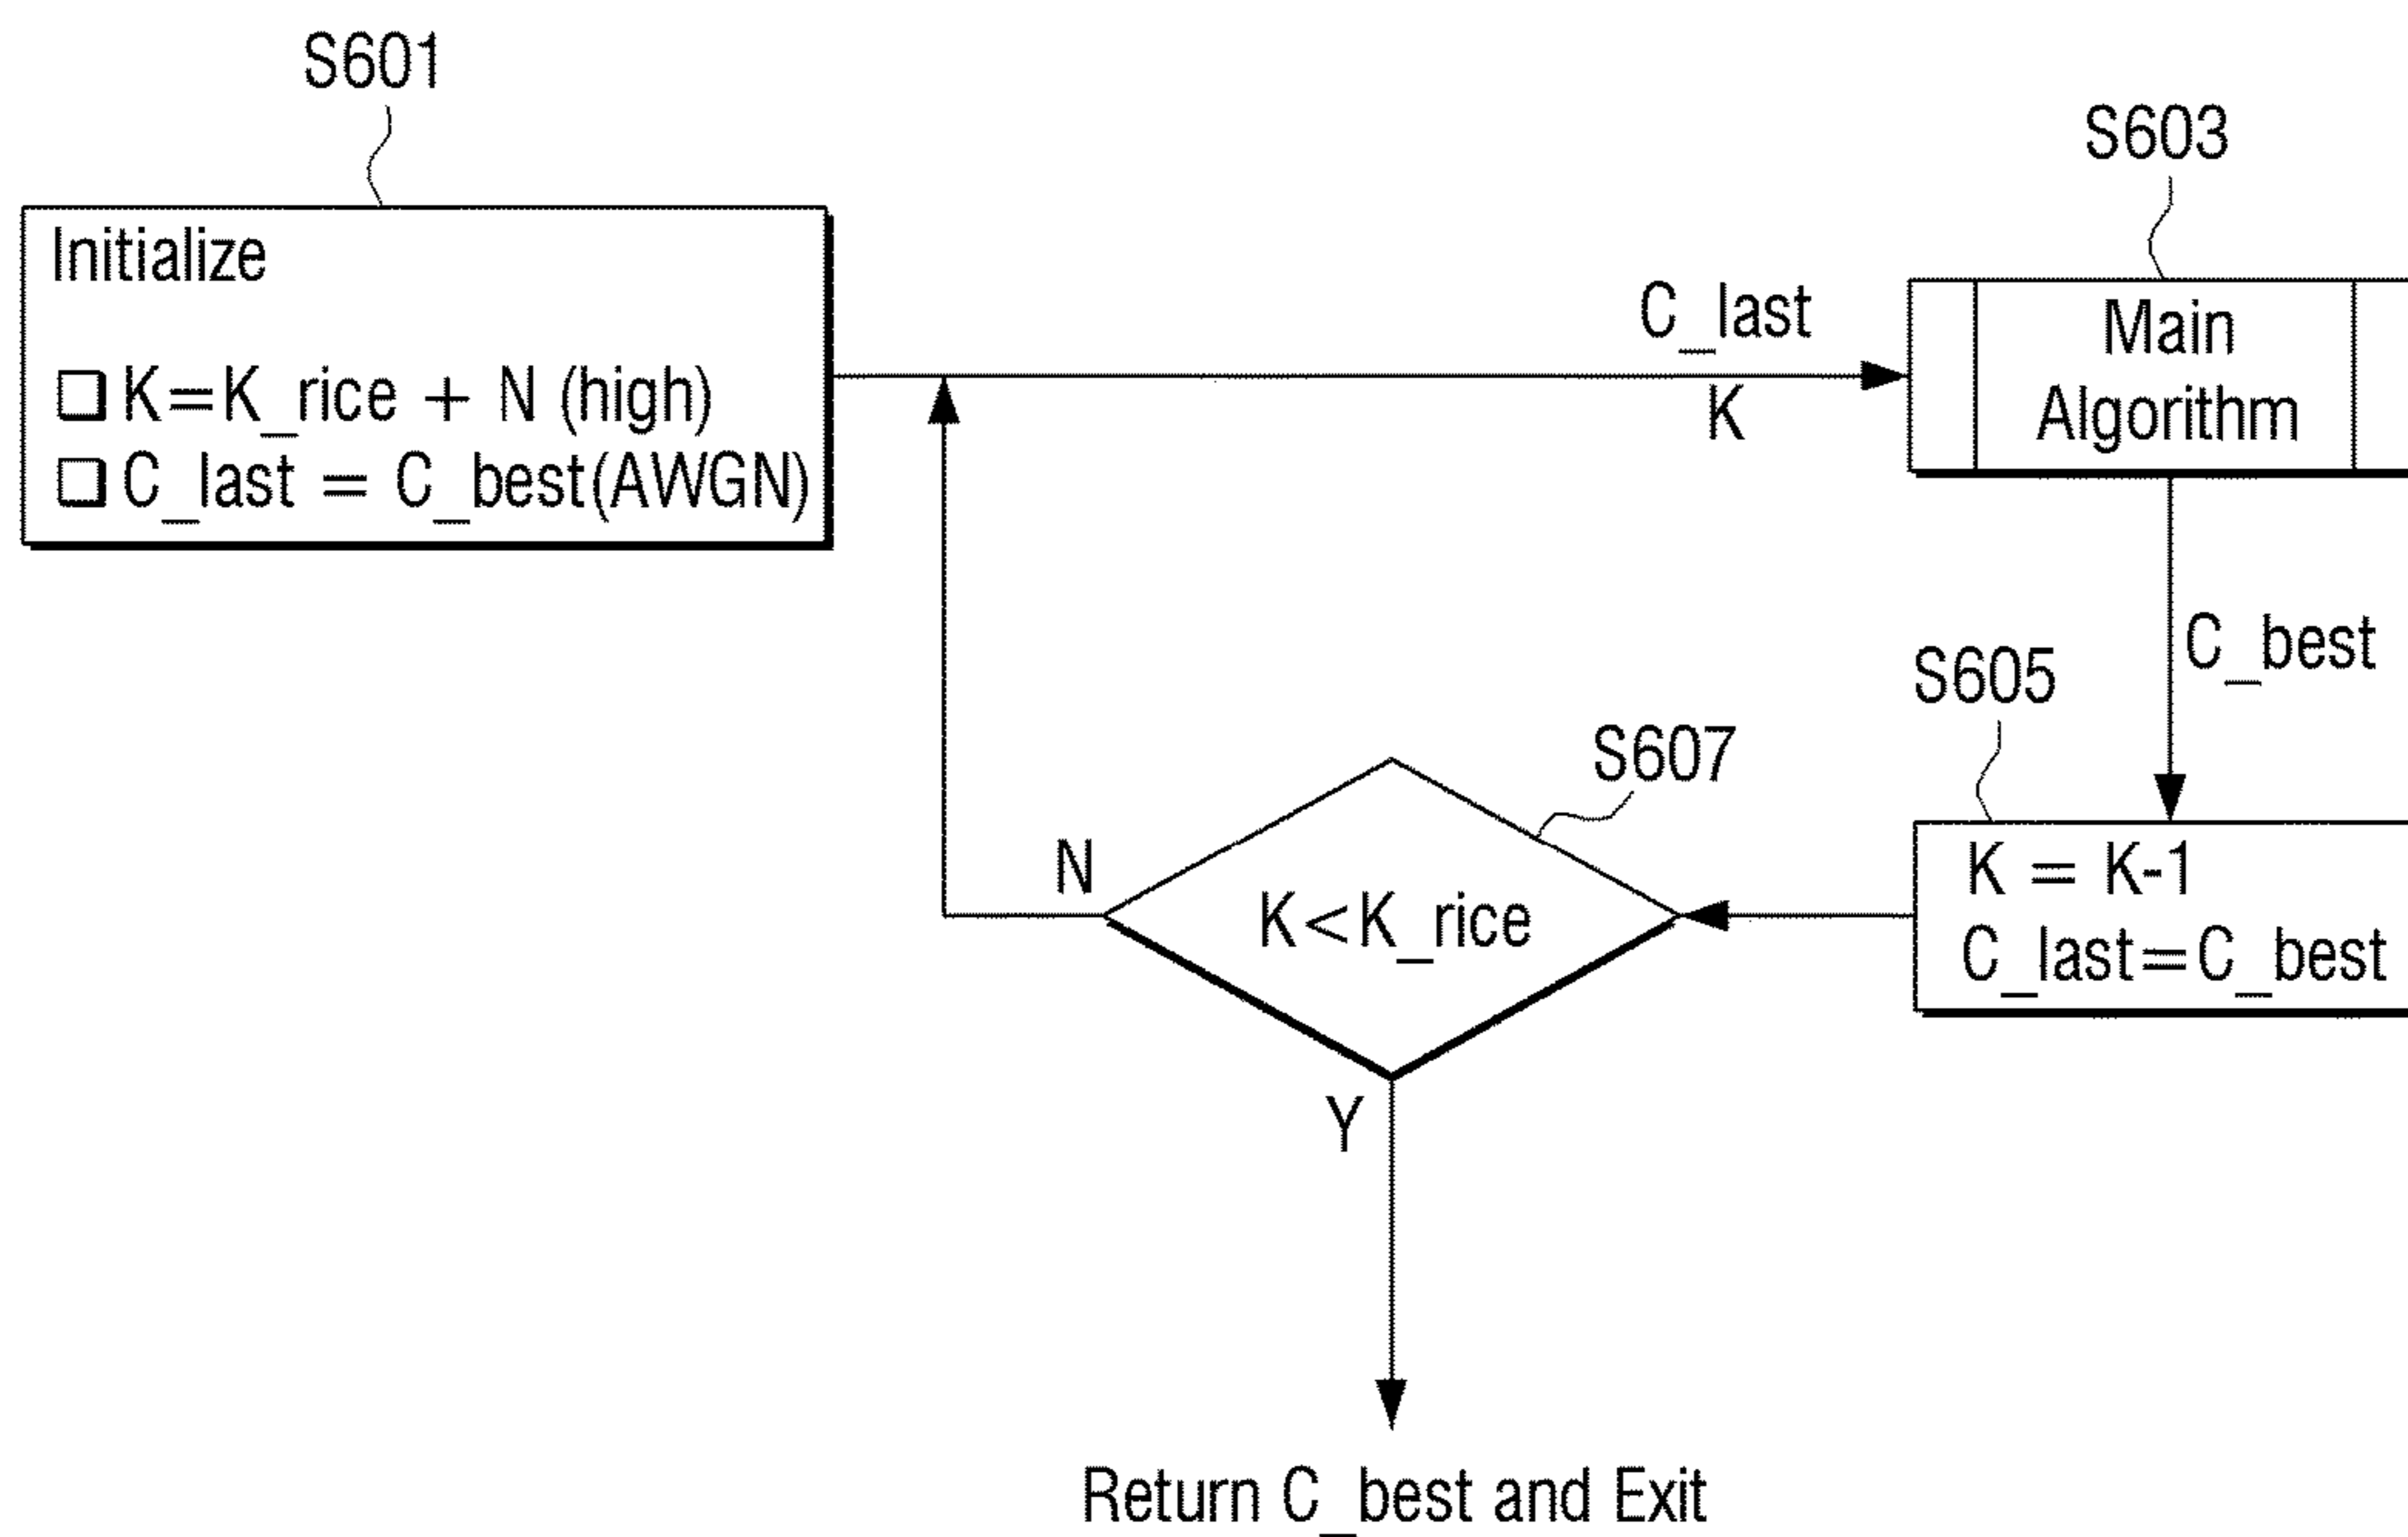 S601
Initialize
K=K_rice + N (high)
C_last = C_best(AWGN)
S603
C_last
K
Main
Algorithm
C_best
S605
K = K-1
C_last=C_best
S607
K<K_rice
N
Y
Return C_best and Exit